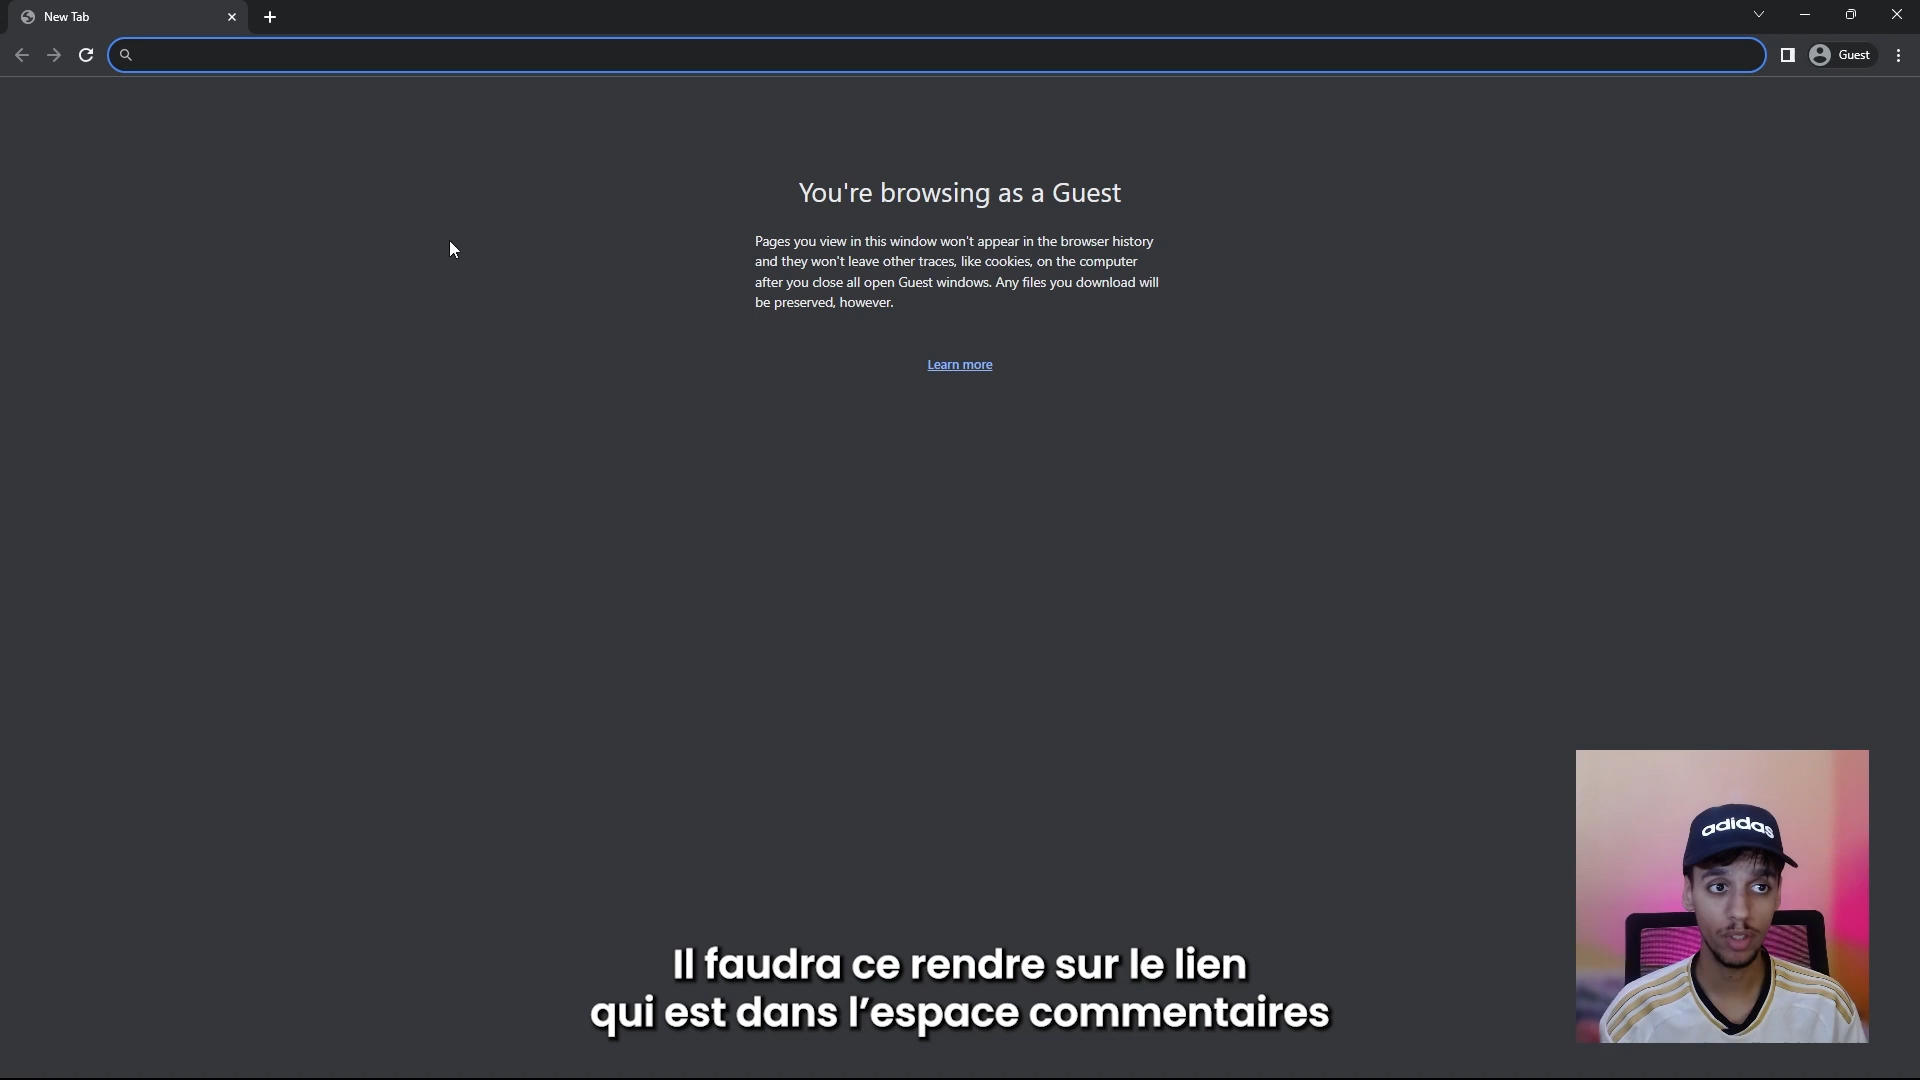 New Tab
Guest
You're browsing as a Guest
Pages you view in this window won't appear in the browser history
and they won't leave other traces, like cookies, on the computer
after you close all open Guest windows. Any files you download will
be preserved, however.
Learn more
adidas
Il faudra ce rendre sur le lien
qui est dans l’espace commentaires